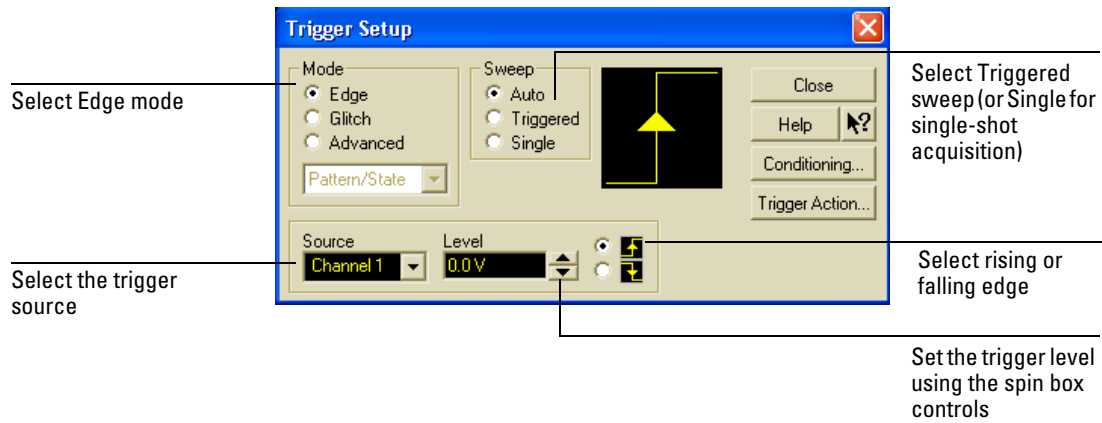 Trigger Setup
Select Edge mode
Mode
Edge
Glitch
Advanced
Pattern/State
Sweep
Auto
Triggered
Single
Close
Help
?
Conditioning...
Trigger Action...
Select Triggered
sweep (or Single for
single-shot
acquisition)
Select the trigger
source
Source
Channel 1
Level
0.0 V
Select rising or
falling edge
Set the trigger level
using the spin box
controls